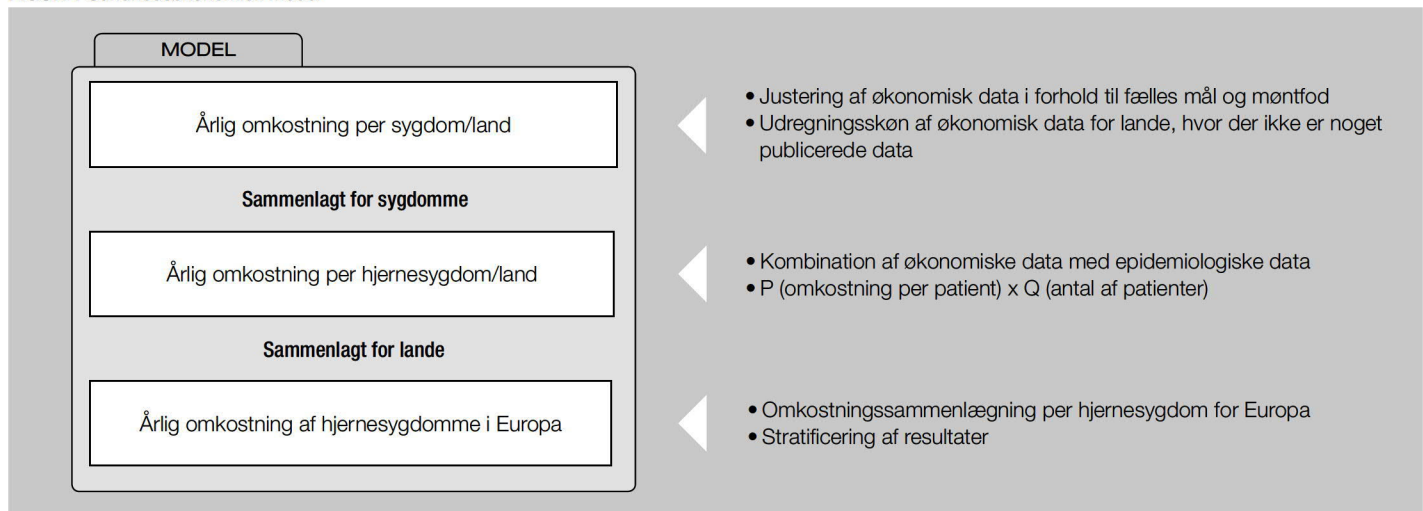 MODEL
Årlig omkostning per sygdom/land
Sammenlagt for sygdomme
Årlig omkostning per hjernesygdom/land
Sammenlagt for lande
Årlig omkostning af hjernesygdomme i Europa
• Justering af økonomisk data i forhold til fælles mål og møntfod
• Udregningsskøn af økonomisk data for lande, hvor der ikke er noget
publicerede data
• Kombination af økonomiske data med epidemiologiske data
• P (omkostning per patient) x Q (antal af patienter)
• Omkostningssammenlægning per hjernesygdom for Europa
• Stratificering af resultater